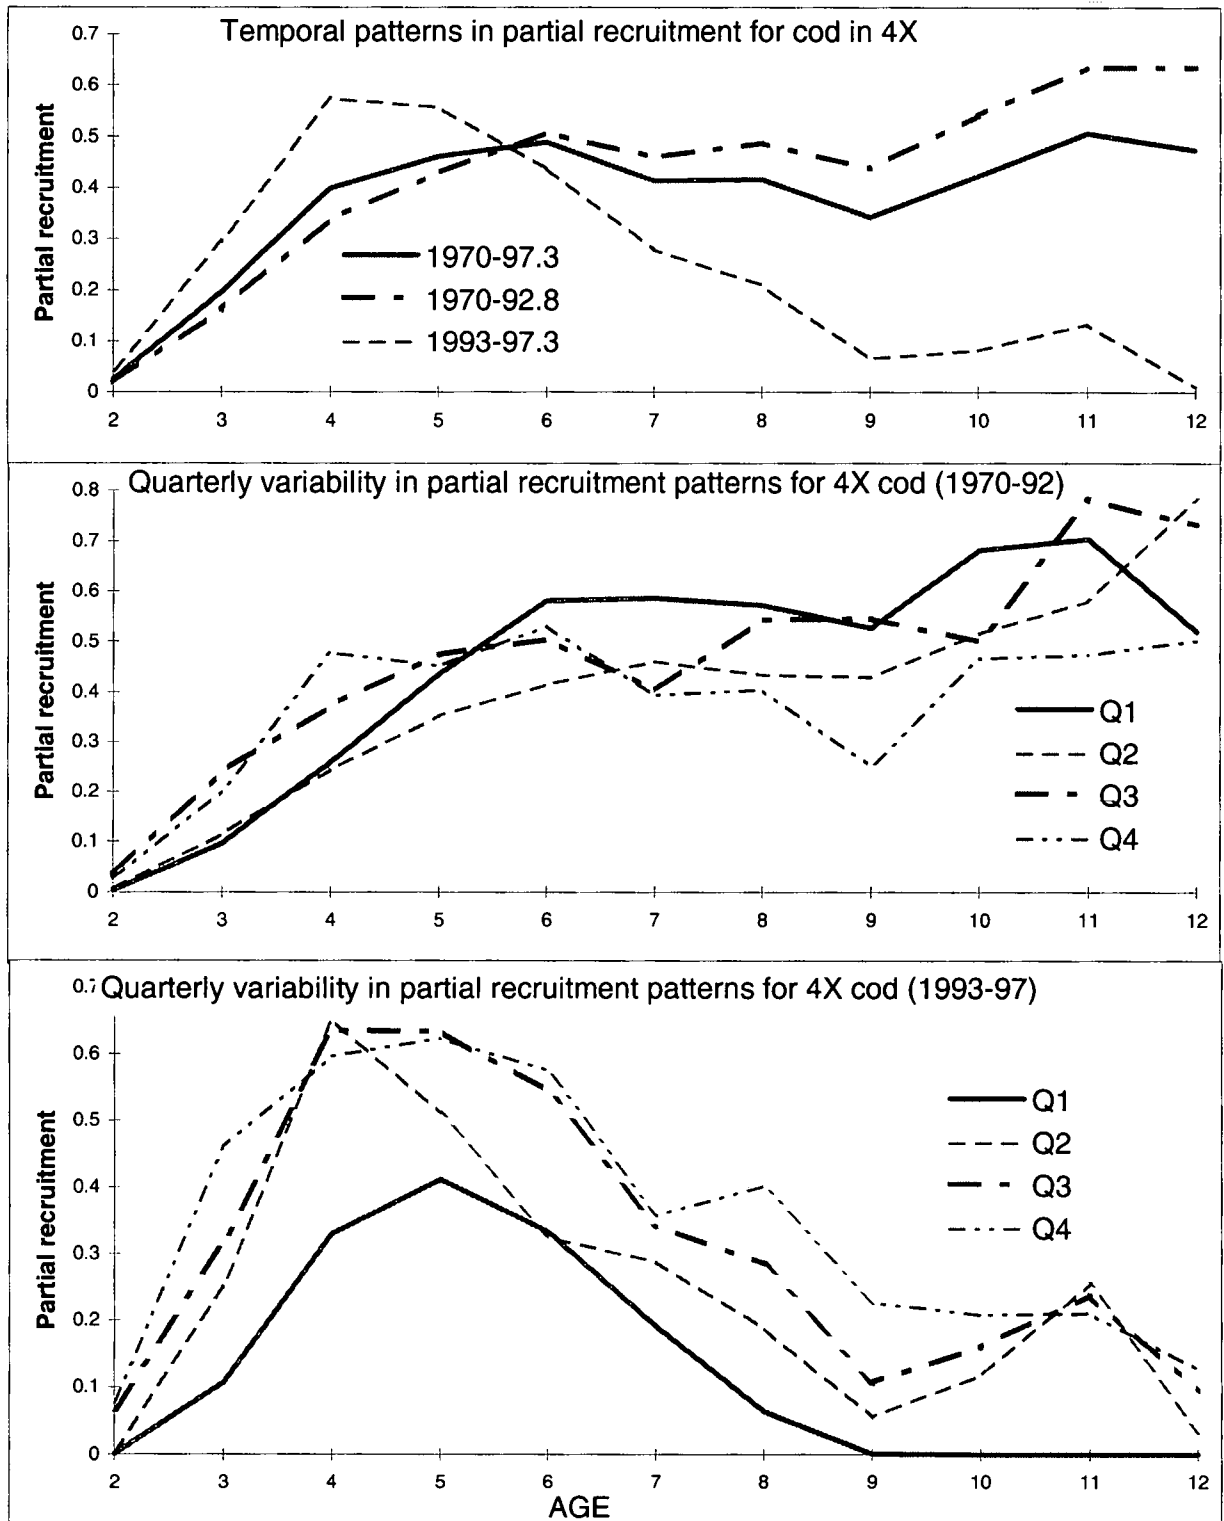 Temporal patterns in partial recruitment for cod in 4X
Partial recruitment
0.7
0.6
0.5
0.4
0.3
0.2
0.1
0
1970-97.3
1970-92.8
1993-97.3
2 3 4 5 6 7 8 9 10 11 12
Quarterly variability in partial recruitment patterns for 4X cod (1970-92)
Partial recruitment
0.8
0.7
0.6
0.5
0.4
0.3
0.2
0.1
0
Q1
Q2
Q3
Q4
2 3 4 5 6 7 8 9 10 11 12
Quarterly variability in partial recruitment patterns for 4X cod (1993-97)
Partial recruitment
0.7
0.6
0.5
0.4
0.3
0.2
0.1
0
Q1
Q2
Q3
Q4
2 3 4 5 6 7 8 9 10 11 12
AGE